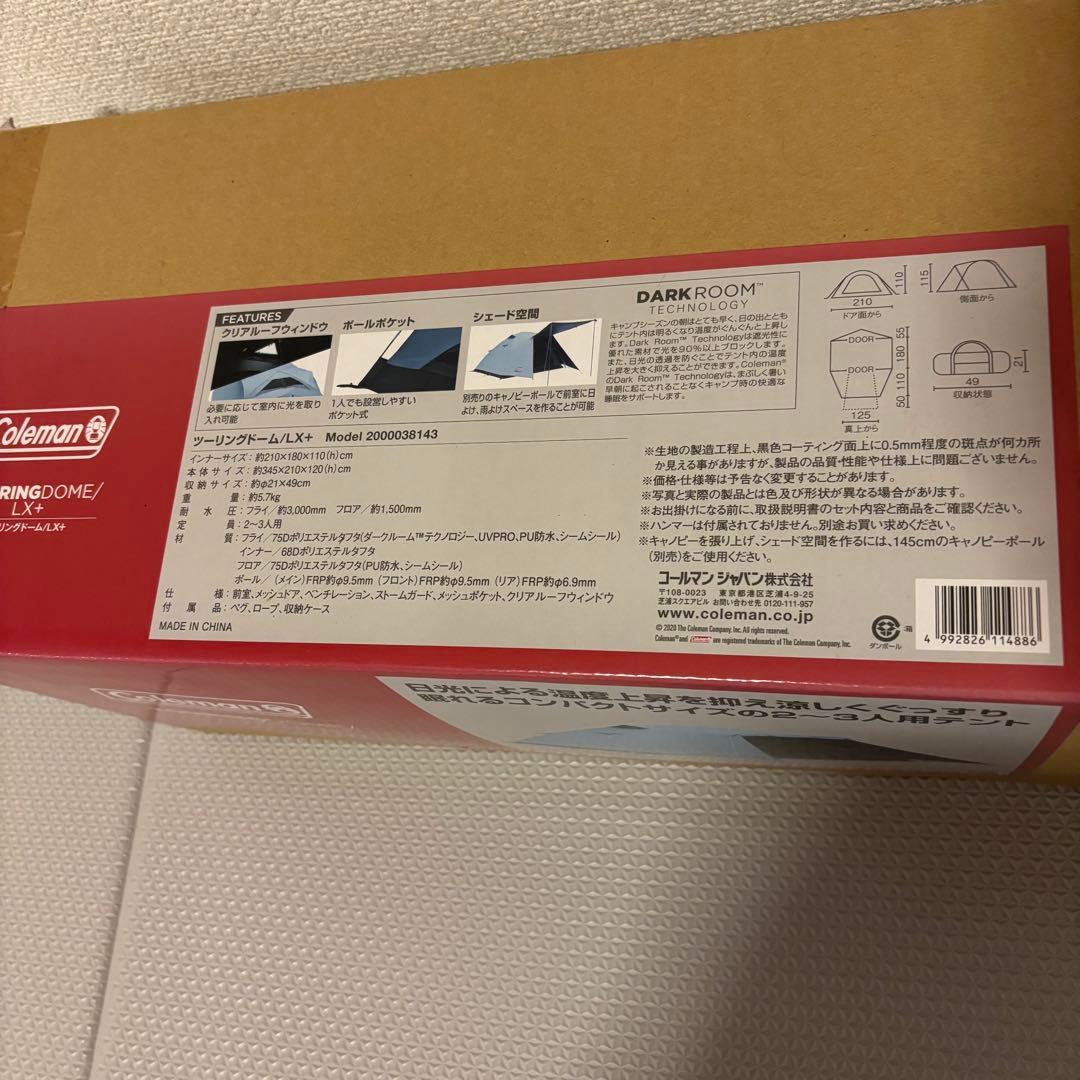 Coleman
RINGDOME/
LX+
リングドーム/LX+
FEATURES
クリアルーフウィンドウ
必要に応じて室内に光を取り
入れ可能
ポールポケット
1人でも設営しやすい
ポケット式
シェード空間
別売りのキャノピーポールで前室に日
よけ、雨よけスペースを作ることが可能
DARKROOM™
TECHNOLOGY
キャンプシーズンの朝はとても早く、日の出ととも
にテント内は明るくなり温度がぐんぐんと上昇し
ます。Dark Room™ Technologyは遮光性に
優れた素材で光を90%以上ブロックします。
また、光の透過を防ぐことでテント内の温度
上昇を大きく抑えることができます。Coleman®
のDark Room™ Technologyは、まぶしく暑い
早朝に起こされることなくキャンプ時の快適な
睡眠をサポートします。
110
210
ドア面から
115
側面から
DOOR
DOOR
55
180
110
50
125
真上から
21
49
収納状態
ツーリングドーム/LX+ Model 2000038143
インナーサイズ:約210×180×110(h)cm
本体サイズ:約345×210×120(h)cm
収納サイズ:約φ21×49cm
重量:約5.7kg
耐水圧:フライ/約3,000mm フロア/約1,500mm
定員:2〜3人用
材質:フライ/75Dポリエステルタフタ(ダークルーム™テクノロジー、UVPRO、PU防水、シームシール)
インナー/68Dポリエステルタフタ
フロア/75Dポリエステルタフタ(PU防水、シームシール)
ポール/(メイン)FRP約φ9.5mm (フロント)FRP約φ9.5mm (リア)FRP約φ6.9mm
仕様:前室、メッシュドア、ベンチレーション、ストームガード、メッシュポケット、クリアルーフウィンドウ
付属品:ペグ、ロープ、収納ケース
MADE IN CHINA
※生地の製造工程上、黒色コーティング面上に0.5mm程度の斑点が何カ所
か見える事がありますが、製品の品質・性能や仕様上に問題ございません。
※価格・仕様等は予告なく変更することがあります。
※写真と実際の製品とは色及び形状が異なる場合があります。
※お出掛けになる前に、取扱説明書のセット内容と商品をご確認ください。
※ハンマーは付属されておりません。別途お買い求めください。
※キャノピーを張り上げ、シェード空間を作るには、145cmのキャノピーポール
(別売)をご使用ください。
コールマン ジャパン株式会社
〒108-0023 東京都港区芝浦4-9-25
芝浦スクエアビル お問い合わせ先 0120-111-957
www.coleman.co.jp
© 2020 The Coleman Company, Inc. All rights reserved.
Coleman® and Coleman are registered trademarks of The Coleman Company, Inc.
:箱
ダンボール
4 992826 114886
Coleman
日光による温度上昇を抑え涼しくぐっすり
眠れるコンパクトサイズの2〜3人用テント